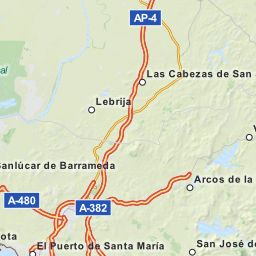 AP-4
Las Cabezas de San
Lebrija
Sanlúcar de Barrameda
A-480
A-382
Arcos de la
El Puerto de Santa María
San José de
ota